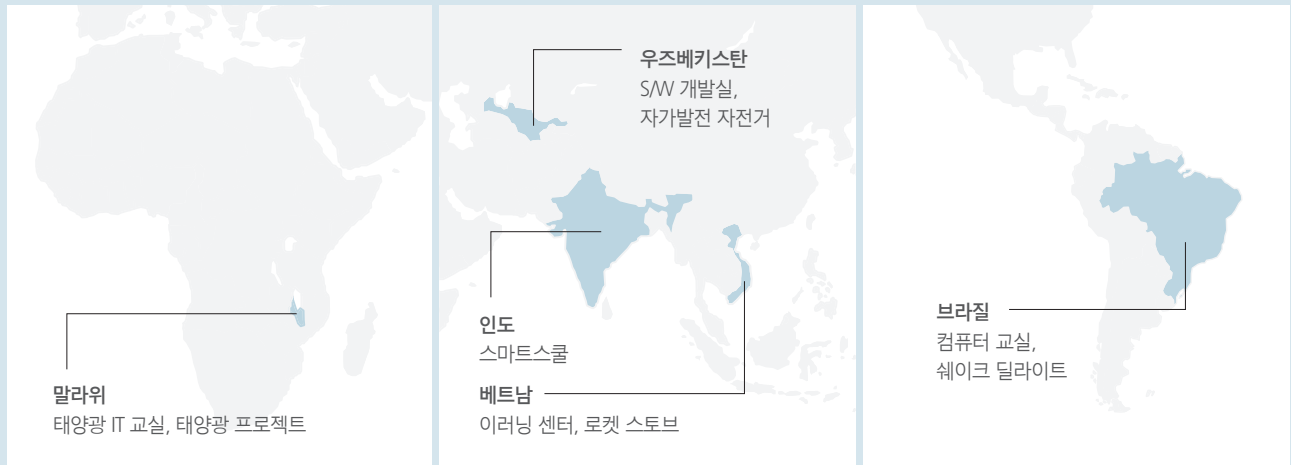 말라위
태양광 IT 교실, 태양광 프로젝트
우즈베키스탄
S/W 개발실,
자가발전 자전거
인도
스마트스쿨
베트남
이러닝 센터, 로켓 스토브
브라질
컴퓨터 교실,
쉐이크 딜라이트